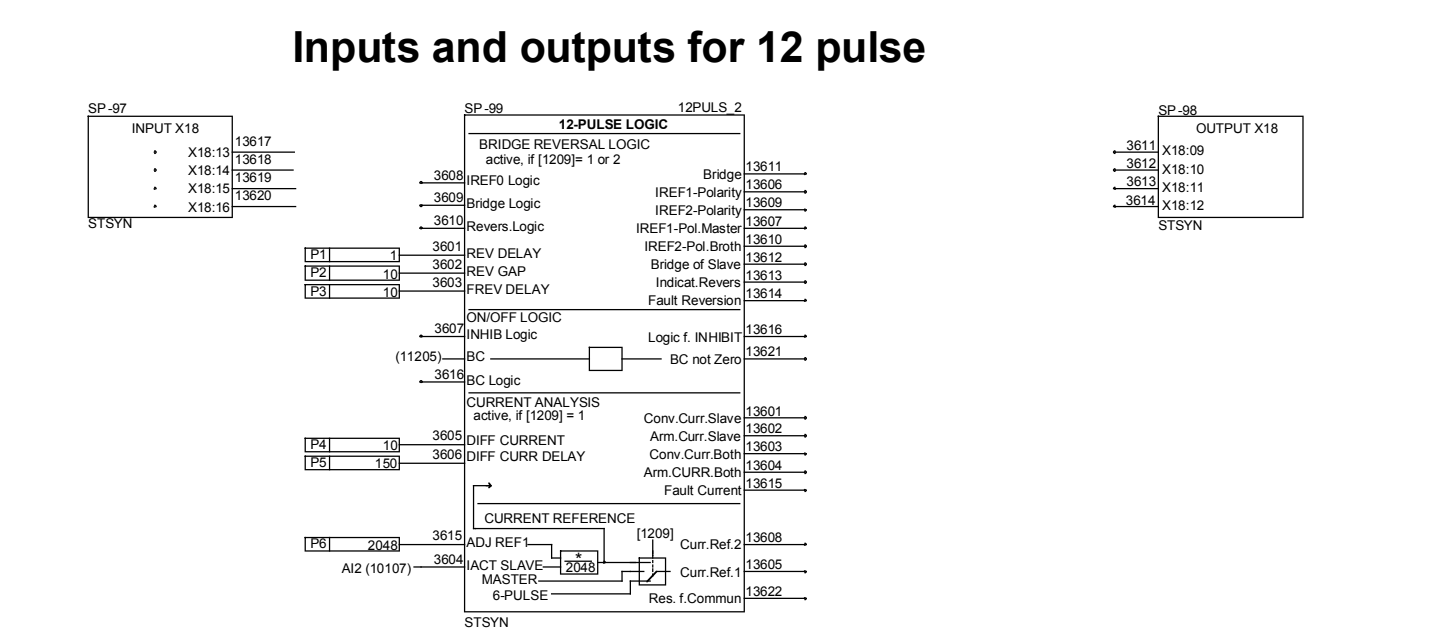 Inputs and outputs for 12 pulse
SP-97
INPUT X18
X18:13 13617
X18:14 13618
X18:15 13619
X18:16 13620
STSYN
SP-99 12PULS_2
12-PULSE LOGIC
BRIDGE REVERSAL LOGIC
active, if [1209]= 1 or 2
3608 IREF0 Logic
3609 Bridge Logic
3610 Revers.Logic
P1 1 3601 REV DELAY
P2 10 3602 REV GAP
P3 10 3603 FREV DELAY
Bridge 13611
IREF1-Polarity 13606
IREF2-Polarity 13609
IREF1-Pol.Master 13607
IREF2-Pol.Broth 13610
Bridge of Slave 13612
Indicat.Revers 13613
Fault Reversion 13614
ON/OFF LOGIC
3607 INHIB Logic
(11205) BC
3616 BC Logic
Logic f. INHIBIT 13616
BC not Zero 13621
CURRENT ANALYSIS
active, if [1209] = 1
P4 10 3605 DIFF CURRENT
P5 150 3606 DIFF CURR DELAY
Conv.Curr.Slave 13601
Arm.Curr.Slave 13602
Conv.Curr.Both 13603
Arm.CURR.Both 13604
Fault Current 13615
CURRENT REFERENCE
[1209]
P6 2048 3615 ADJ REF1
AI2 (10107) 3604 IACT SLAVE
*
2048
MASTER
6-PULSE
Curr.Ref.2 13608
Curr.Ref.1 13605
Res. f.Commun 13622
STSYN
SP-98
OUTPUT X18
3611 X18:09
3612 X18:10
3613 X18:11
3614 X18:12
STSYN